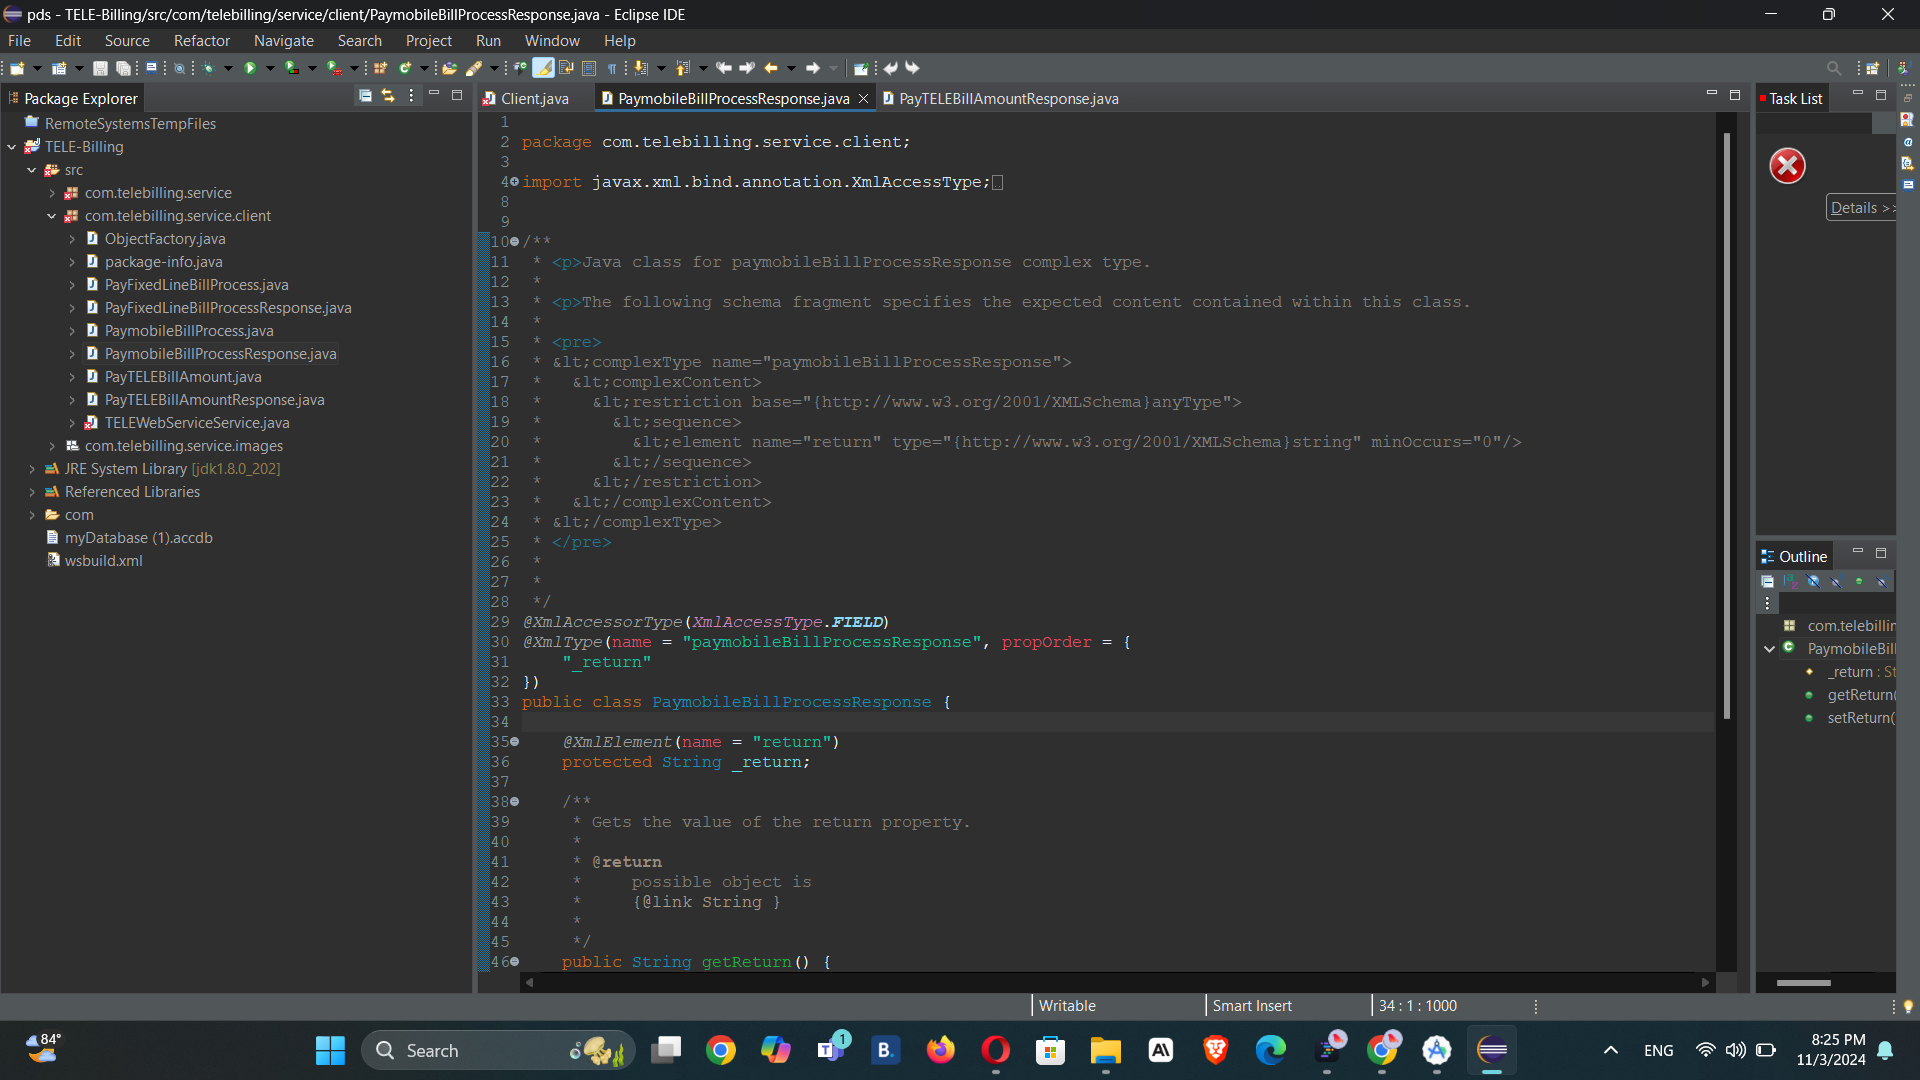 pds - TELE-Billing/src/com/telebilling/service/client/PaymobileBillProcessResponse.java - Eclipse IDE
File Edit Source Refactor Navigate Search Project Run Window Help
Package Explorer
RemoteSystemsTempFiles
TELE-Billing
src
com.telebilling.service
com.telebilling.service.client
ObjectFactory.java
package-info.java
PayFixedLineBillProcess.java
PayFixedLineBillProcessResponse.java
PaymobileBillProcess.java
PaymobileBillProcessResponse.java
PayTELEBillAmount.java
PayTELEBillAmountResponse.java
TELEWebServiceService.java
com.telebilling.service.images
JRE System Library [jdk1.8.0_202]
Referenced Libraries
com
myDatabase (1).accdb
wsbuild.xml
Client.java PaymobileBillProcessResponse.java PayTELEBillAmountResponse.java
1
2 package com.telebilling.service.client;
3
4 import javax.xml.bind.annotation.XmlAccessType;
8
9
10 /**
11 * <p>Java class for paymobileBillProcessResponse complex type.
12 *
13 * <p>The following schema fragment specifies the expected content contained within this class.
14 *
15 * <pre>
16 * &lt;complexType name="paymobileBillProcessResponse">
17 * &lt;complexContent>
18 * &lt;restriction base="{http://www.w3.org/2001/XMLSchema}anyType">
19 * &lt;sequence>
20 * &lt;element name="return" type="{http://www.w3.org/2001/XMLSchema}string" minOccurs="0"/>
21 * &lt;/sequence>
22 * &lt;/restriction>
23 * &lt;/complexContent>
24 * &lt;/complexType>
25 * </pre>
26 *
27 *
28 */
29 @XmlAccessorType(XmlAccessType.FIELD)
30 @XmlType(name = "paymobileBillProcessResponse", propOrder = {
31 "_return"
32 })
33 public class PaymobileBillProcessResponse {
34
35 @XmlElement(name = "return")
36 protected String _return;
37
38 /**
39 * Gets the value of the return property.
40 *
41 * @return
42 * possible object is
43 * {@link String }
44 *
45 */
46 public String getReturn() {
Task List
Details >>
Outline
com.telebillin
PaymobileBil
_return : St
getReturn(
setReturn(
Writable Smart Insert 34 : 1 : 1000
84°
Search
1
B.
ENG
8:25 PM
11/3/2024